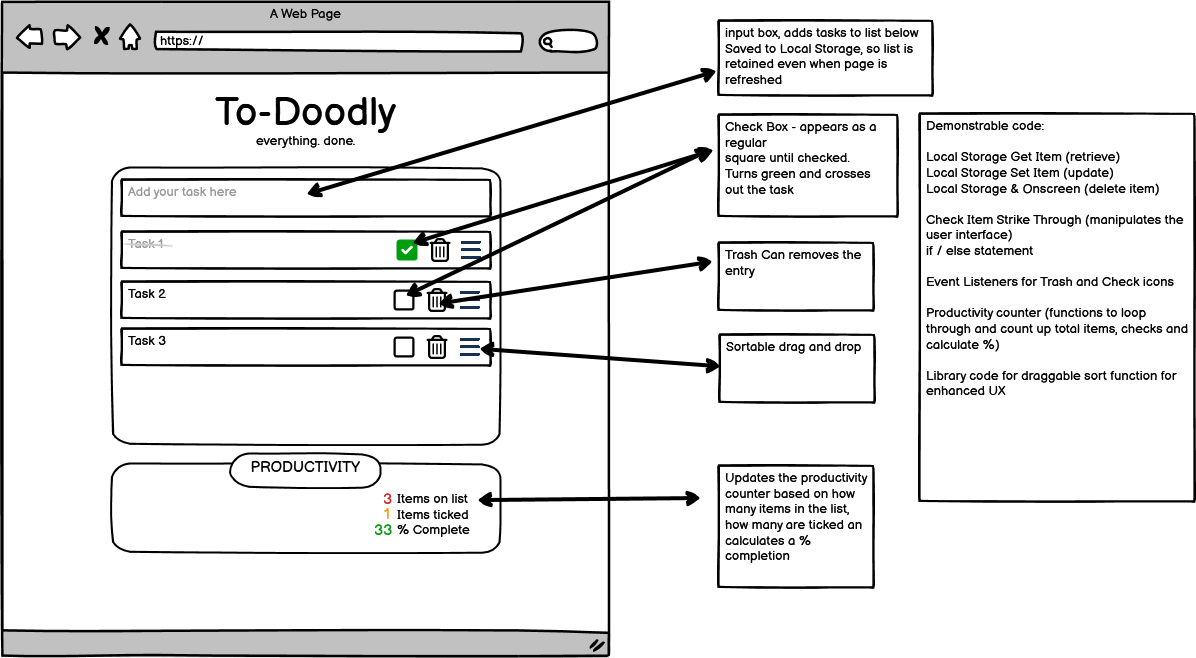 A Web Page
https://
To-Doodly
everything. done.
Add your task here
Task 1
Task 2
Task 3
PRODUCTIVITY
3 Items on list
1 Items ticked
33 % Complete
input box, adds tasks to list below
Saved to Local Storage, so list is
retained even when page is
refreshed
Check Box - appears as a
regular
square until checked.
Turns green and crosses
out the task
Trash Can removes the
entry
Sortable drag and drop
Updates the productivity
counter based on how
many items in the list,
how many are ticked an
calculates a %
completion
Demonstrable code:
Local Storage Get Item (retrieve)
Local Storage Set Item (update)
Local Storage & Onscreen (delete item)
Check Item Strike Through (manipulates the
user interface)
if / else statement
Event Listeners for Trash and Check icons
Productivity counter (functions to loop
through and count up total items, checks and
calculate %)
Library code for draggable sort function for
enhanced UX